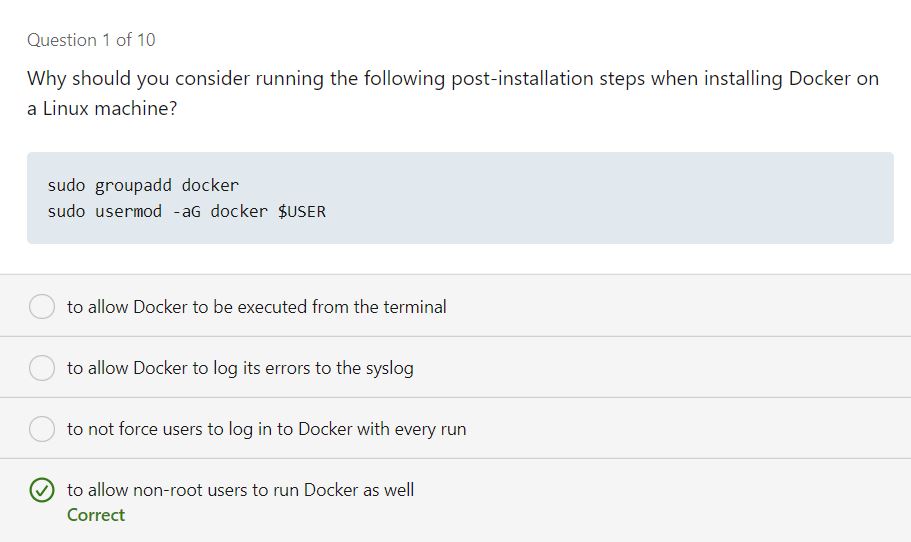 Question 1 of 10
Why should you consider running the following post-installation steps when installing Docker on
a Linux machine?
sudo groupadd docker
sudo usermod -aG docker $USER
to allow Docker to be executed from the terminal
to allow Docker to log its errors to the syslog
to not force users to log in to Docker with every run
to allow non-root users to run Docker as well
Correct